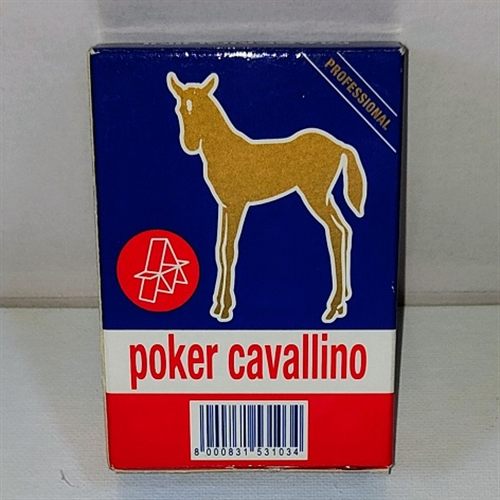 PROFESSIONAL
poker cavallino
8 000831 531034